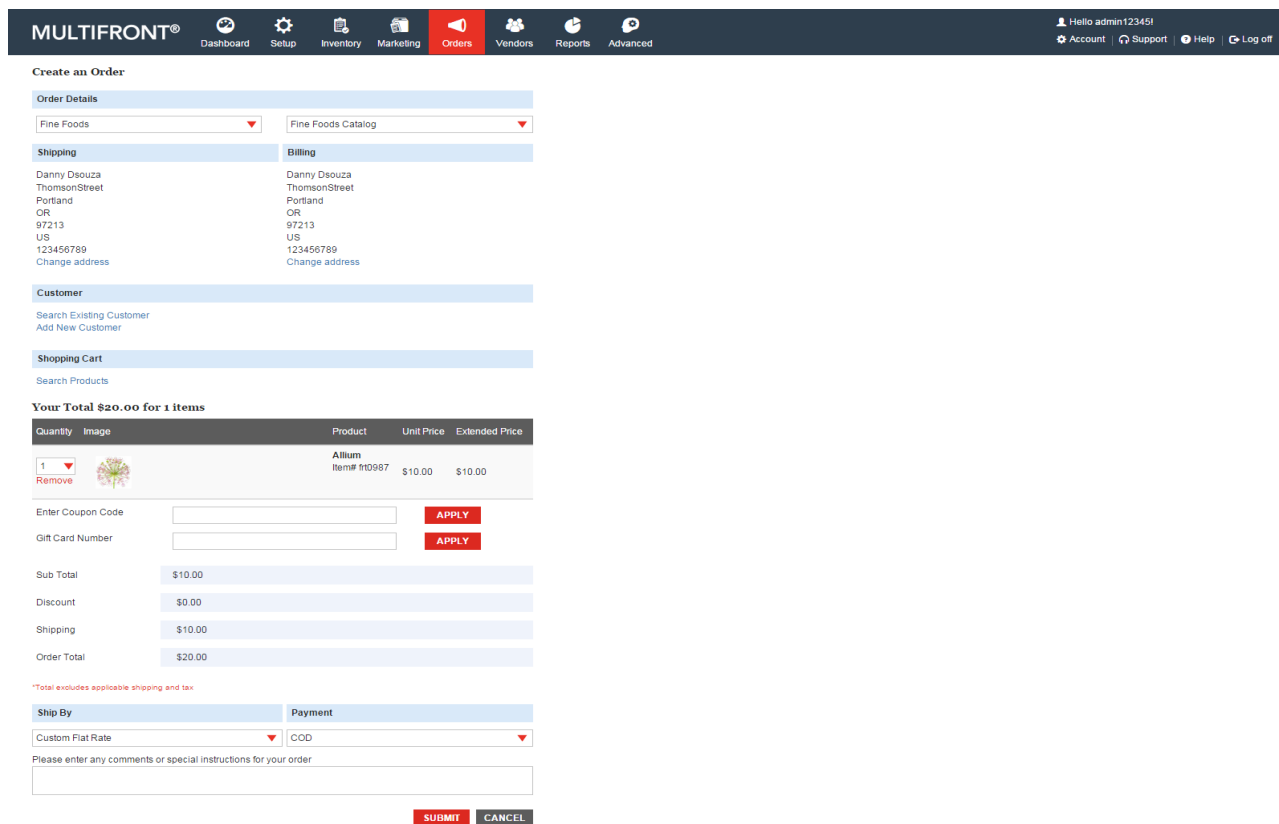 MULTIFRONT®
Dashboard
Setup
Inventory
Marketing
Orders
Vendors
Reports
Advanced
Hello admin12345!
Account | Support | Help | Log off
Create an Order
Order Details
Fine Foods
Fine Foods Catalog
Shipping
Danny Dsouza
ThomsonStreet
Portland
OR
97213
US
123456789
Change address
Billing
Danny Dsouza
ThomsonStreet
Portland
OR
97213
US
123456789
Change address
Customer
Search Existing Customer
Add New Customer
Shopping Cart
Search Products
Your Total $20.00 for 1 items
Quantity Image Product Unit Price Extended Price
1
Remove
Allium
Item# frt0987
$10.00
$10.00
Enter Coupon Code
APPLY
Gift Card Number
APPLY
Sub Total $10.00
Discount $0.00
Shipping $10.00
Order Total $20.00
*Total excludes applicable shipping and tax
Ship By
Payment
Custom Flat Rate
COD
Please enter any comments or special instructions for your order
SUBMIT
CANCEL